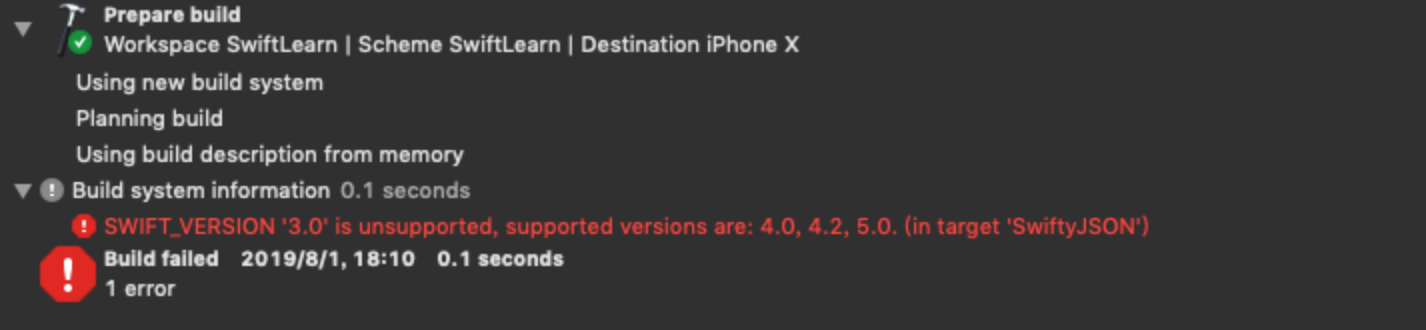 Prepare build
Workspace SwiftLearn | Scheme SwiftLearn | Destination iPhone X
Using new build system
Planning build
Using build description from memory
Build system information 0.1 seconds
SWIFT_VERSION '3.0' is unsupported, supported versions are: 4.0, 4.2, 5.0. (in target 'SwiftyJSON')
Build failed 2019/8/1, 18:10 0.1 seconds
1 error